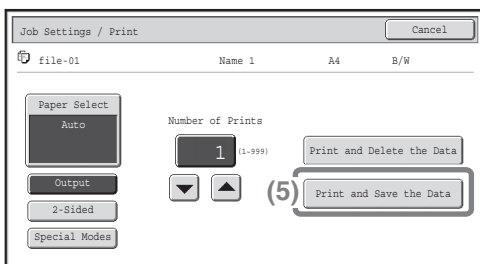 Job Settings / Print
Cancel
file-01 Name 1 A4 B/W
Paper Select
Auto
Number of Prints
1 (1-999)
Print and Delete the Data
Output
(5) Print and Save the Data
2-Sided
Special Modes